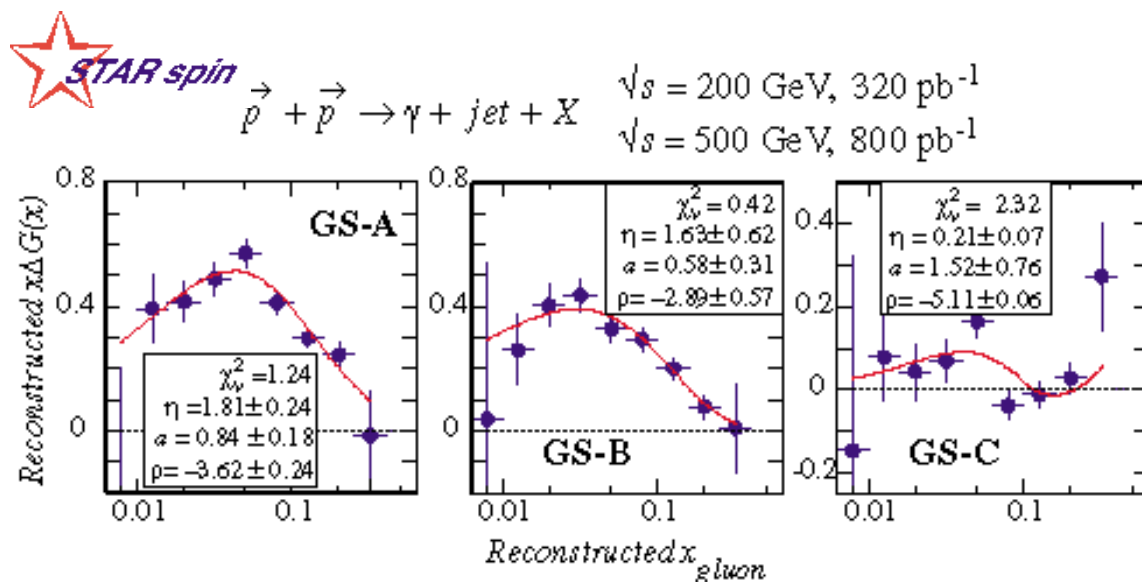 STAR spin
p + p → γ + jet + X
√s = 200 GeV, 320 pb⁻¹
√s = 500 GeV, 800 pb⁻¹
Reconstructed xΔG(x)
0.8
0.4
0
GS-A
χ²ᵥ = 1.24
η = 1.81 ± 0.24
a = 0.84 ± 0.18
ρ = −3.62 ± 0.24
0.01 0.1
0.8
0.4
0
χ²ᵥ = 0.42
η = 1.63 ± 0.62
a = 0.58 ± 0.31
ρ = −2.89 ± 0.57
GS-B
0.01 0.1
0.4
0.2
0
-0.2
χ²ᵥ = 2.32
η = 0.21 ± 0.07
a = 1.52 ± 0.76
ρ = −5.11 ± 0.06
GS-C
0.01 0.1
Reconstructed x gluon